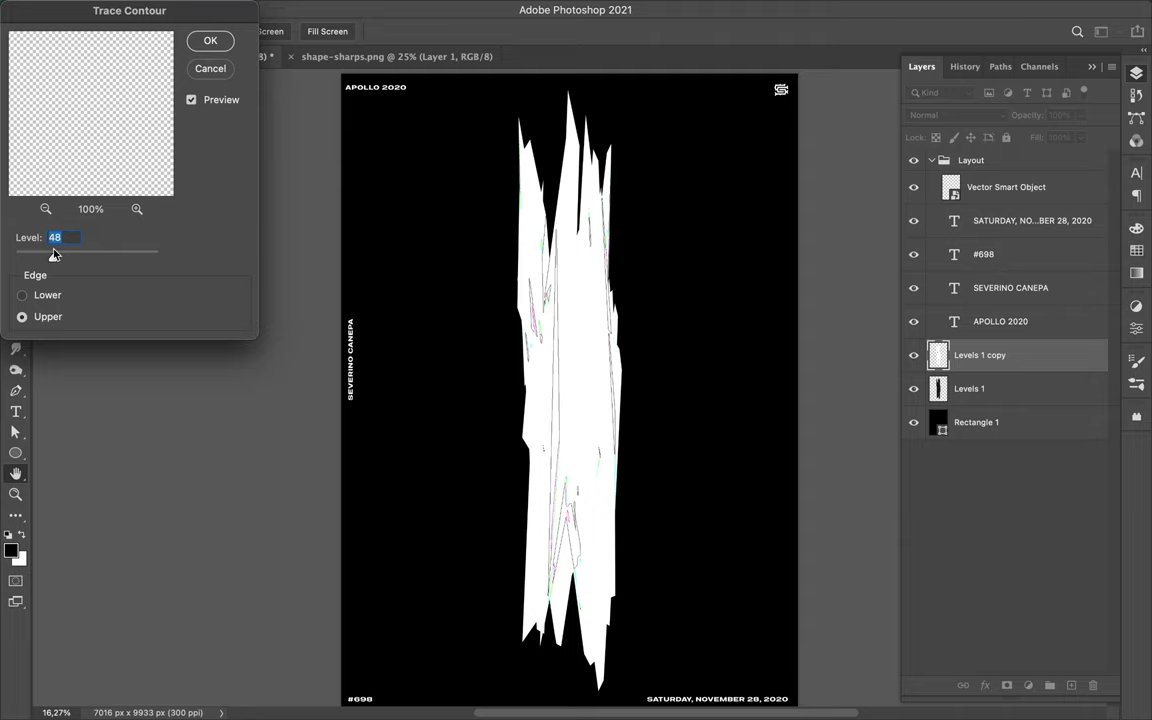 Trace Contour
Adobe Photoshop 2021
OK
Screen
Fill Screen
Cancel
) *
× shape-sharps.png @ 25% (Layer 1, RGB/8)
Preview
100%
Level: 48
Edge
Lower
Upper
APOLLO 2020
SEVERINO CANEPA
#698
SATURDAY, NOVEMBER 28, 2020
Layers
History
Paths
Channels
Kind
Normal
Opacity: 100%
Lock:
Fill: 100%
Layout
Vector Smart Object
T SATURDAY, NO...BER 28, 2020
T #698
T SEVERINO CANEPA
T APOLLO 2020
Levels 1 copy
Levels 1
Rectangle 1
fx
16,27%
7016 px x 9933 px (300 ppi)